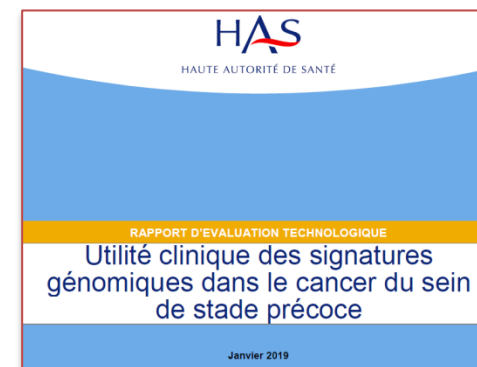 HAS
HAUTE AUTORITÉ DE SANTÉ
RAPPORT D'EVALUATION TECHNOLOGIQUE
Utilité clinique des signatures
génomiques dans le cancer du sein
de stade précoce
Janvier 2019